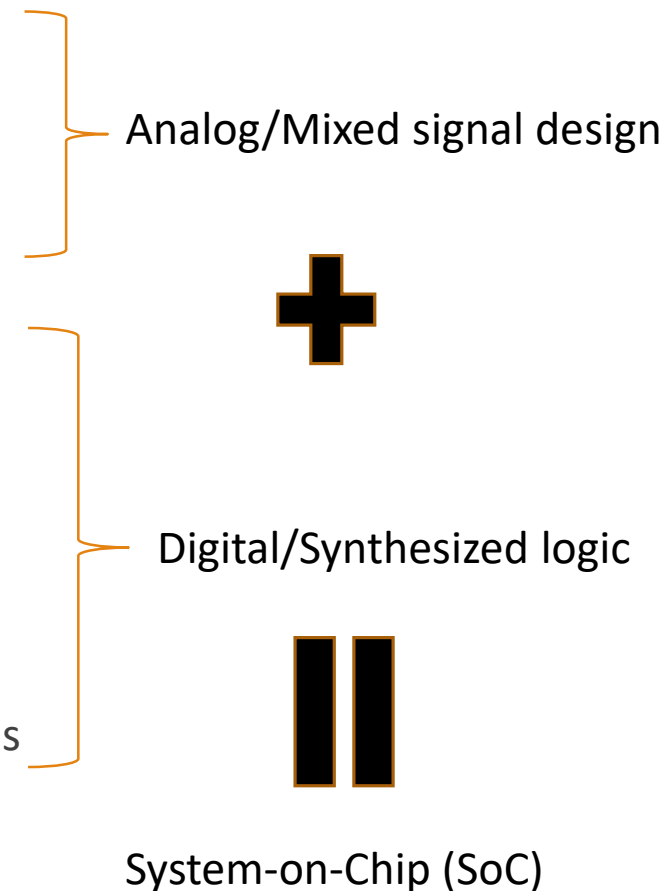 Analog/Mixed signal design
Digital/Synthesized logic
s
System-on-Chip (SoC)